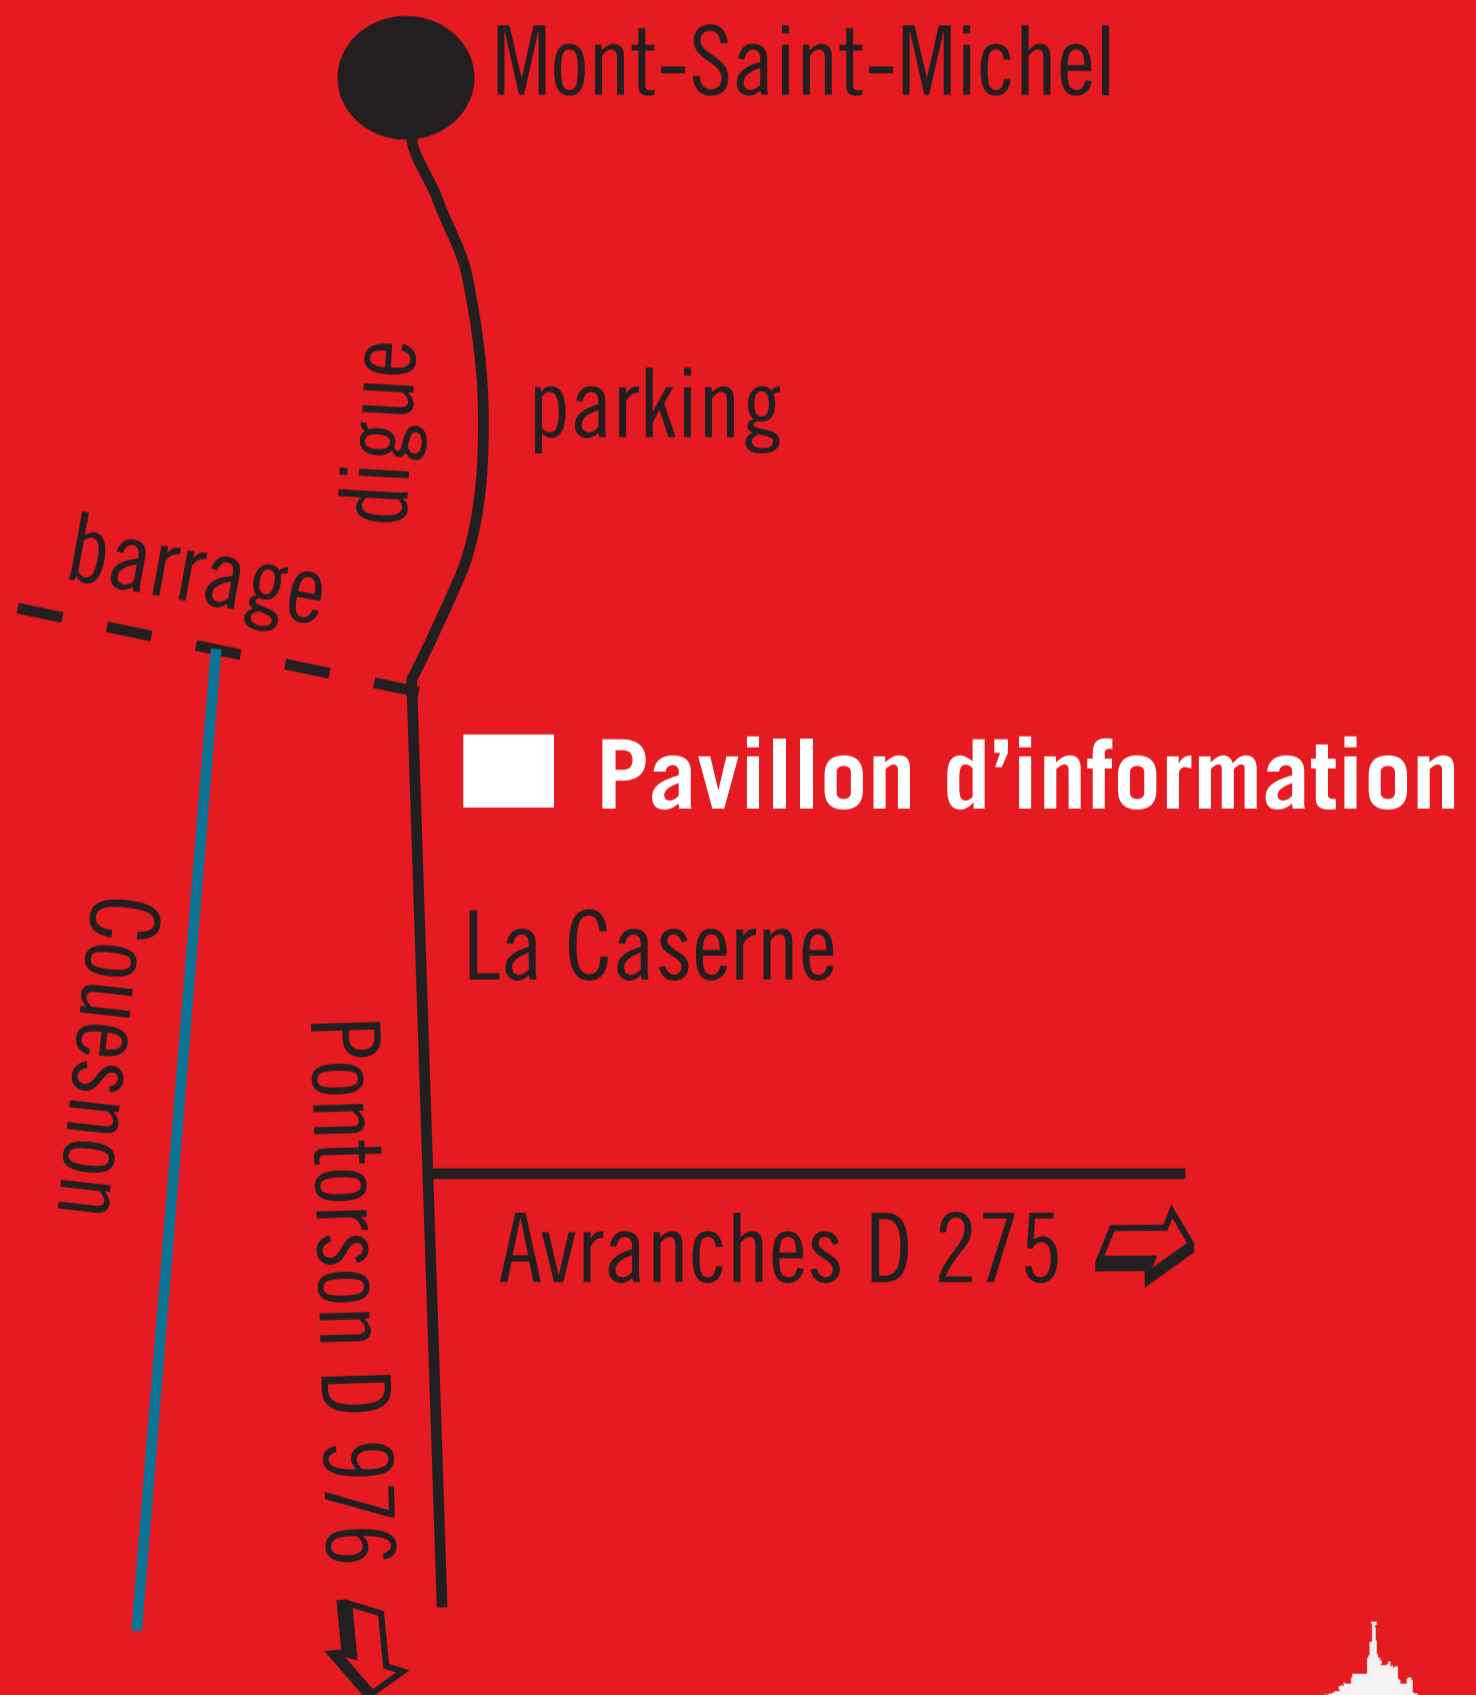 Mont-Saint-Michel
digue
parking
barrage
Pavillon d’information
La Caserne
Couesnon
Pontorson D 976
Avranches D 275